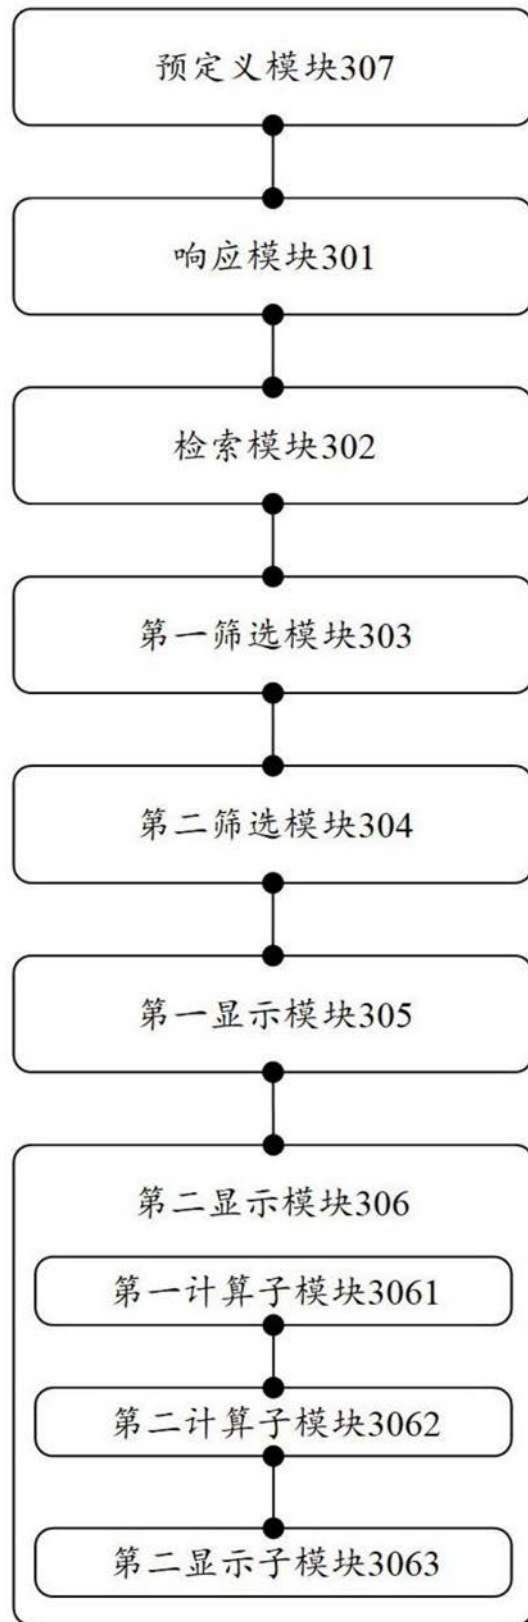 预定义模块307
响应模块301
检索模块302
第一筛选模块303
第二筛选模块304
第一显示模块305
第二显示模块306
第一计算子模块3061
第二计算子模块3062
第二显示子模块3063